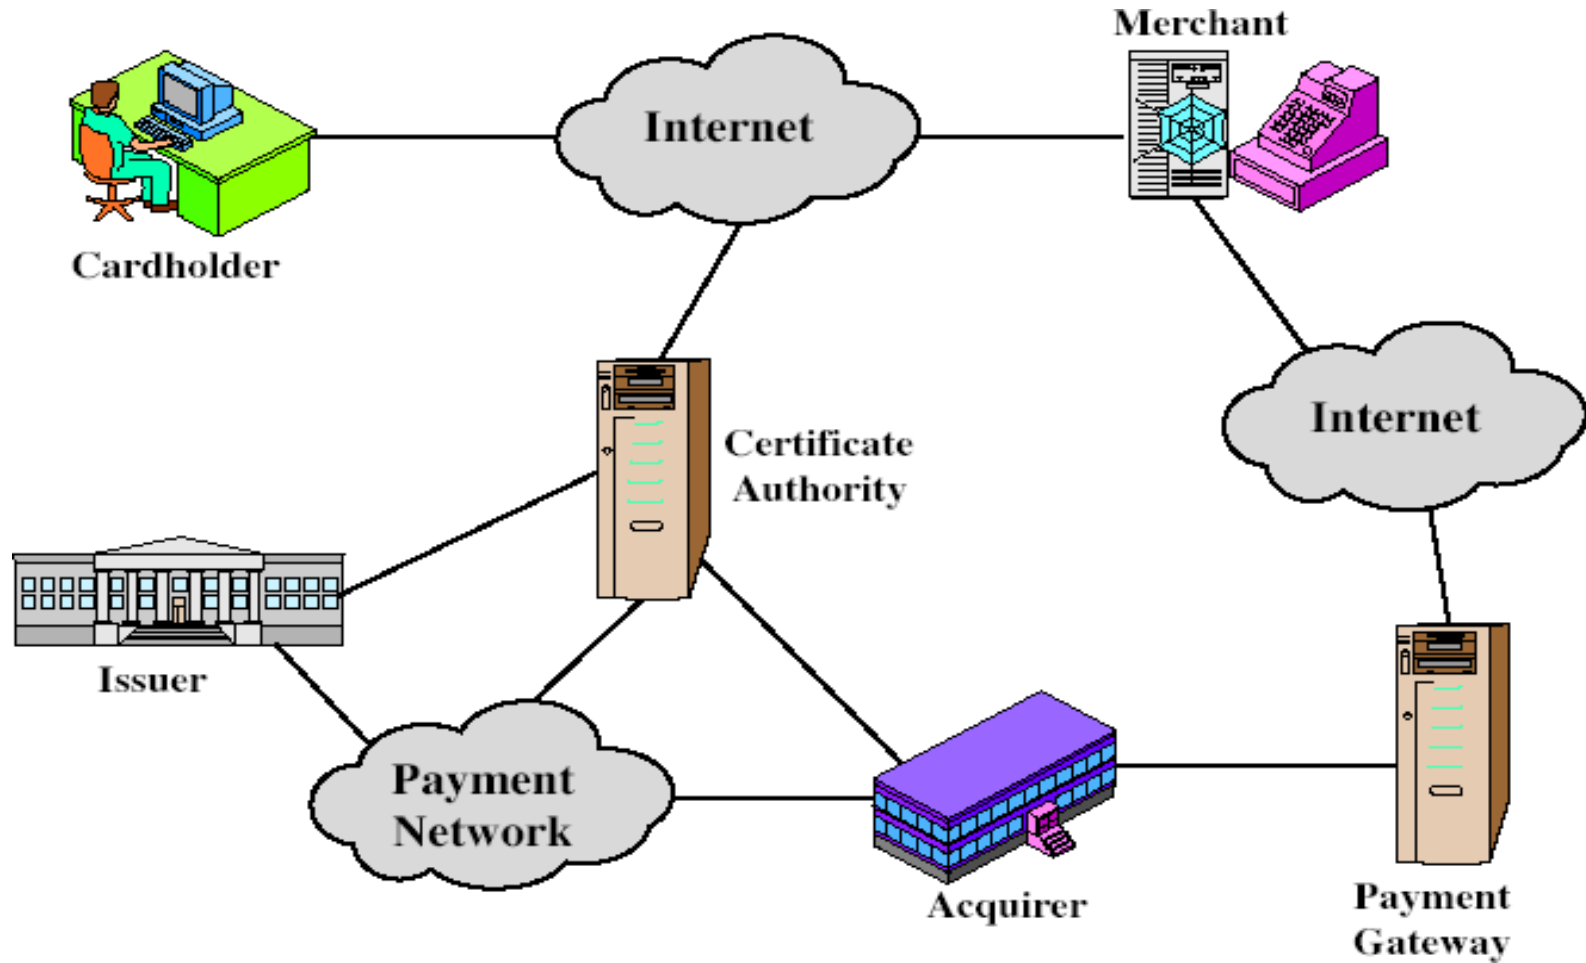 Merchant
Internet
Cardholder
Internet
Certificate
Authority
Issuer
Payment
Network
Acquirer
Payment
Gateway